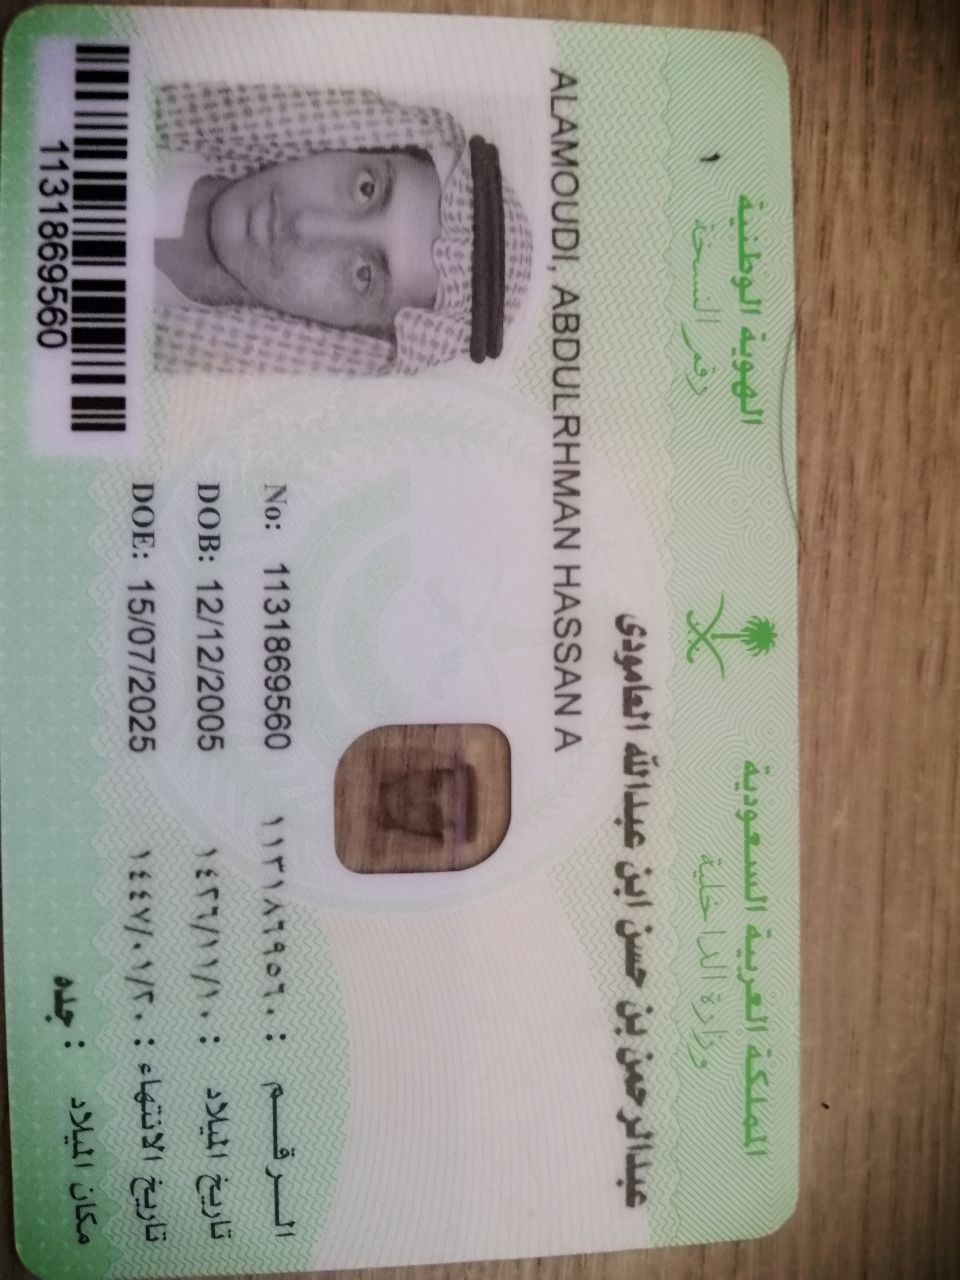 المملكة العربية السعودية
وزارة الداخلية
الهوية الوطنية
رقم النسخة ١
عبدالرحمن بن حسن ابن عبدالله العامودى
ALAMOUDI, ABDULRHMAN HASSAN A
الرقم : ١١٣١٨٦٩٥٦٠
No: 1131869560
تاريخ الميلاد : ١٤٢٦/١١/١٠
DOB: 12/12/2005
تاريخ الانتهاء : ١٤٤٧/٠١/٢٠
DOE: 15/07/2025
مكان الميلاد : جده
1131869560